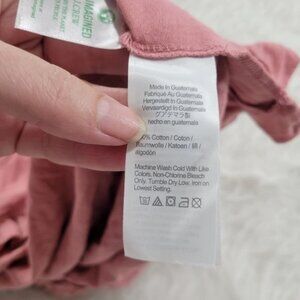 Made In Guatemala
Fabriqué Au Guatemala
Hergestellt In Guatemala
Vervaardigd In Guatemala
グアテマラ製
hecho en guatemala
Cotton / Coton /
Baumwolle / Katoen / 綿 /
algodón
Machine Wash Cold With Like
Colors. Non-Chlorine Bleach
Only. Tumble Dry Low. Iron on
Lowest Setting.